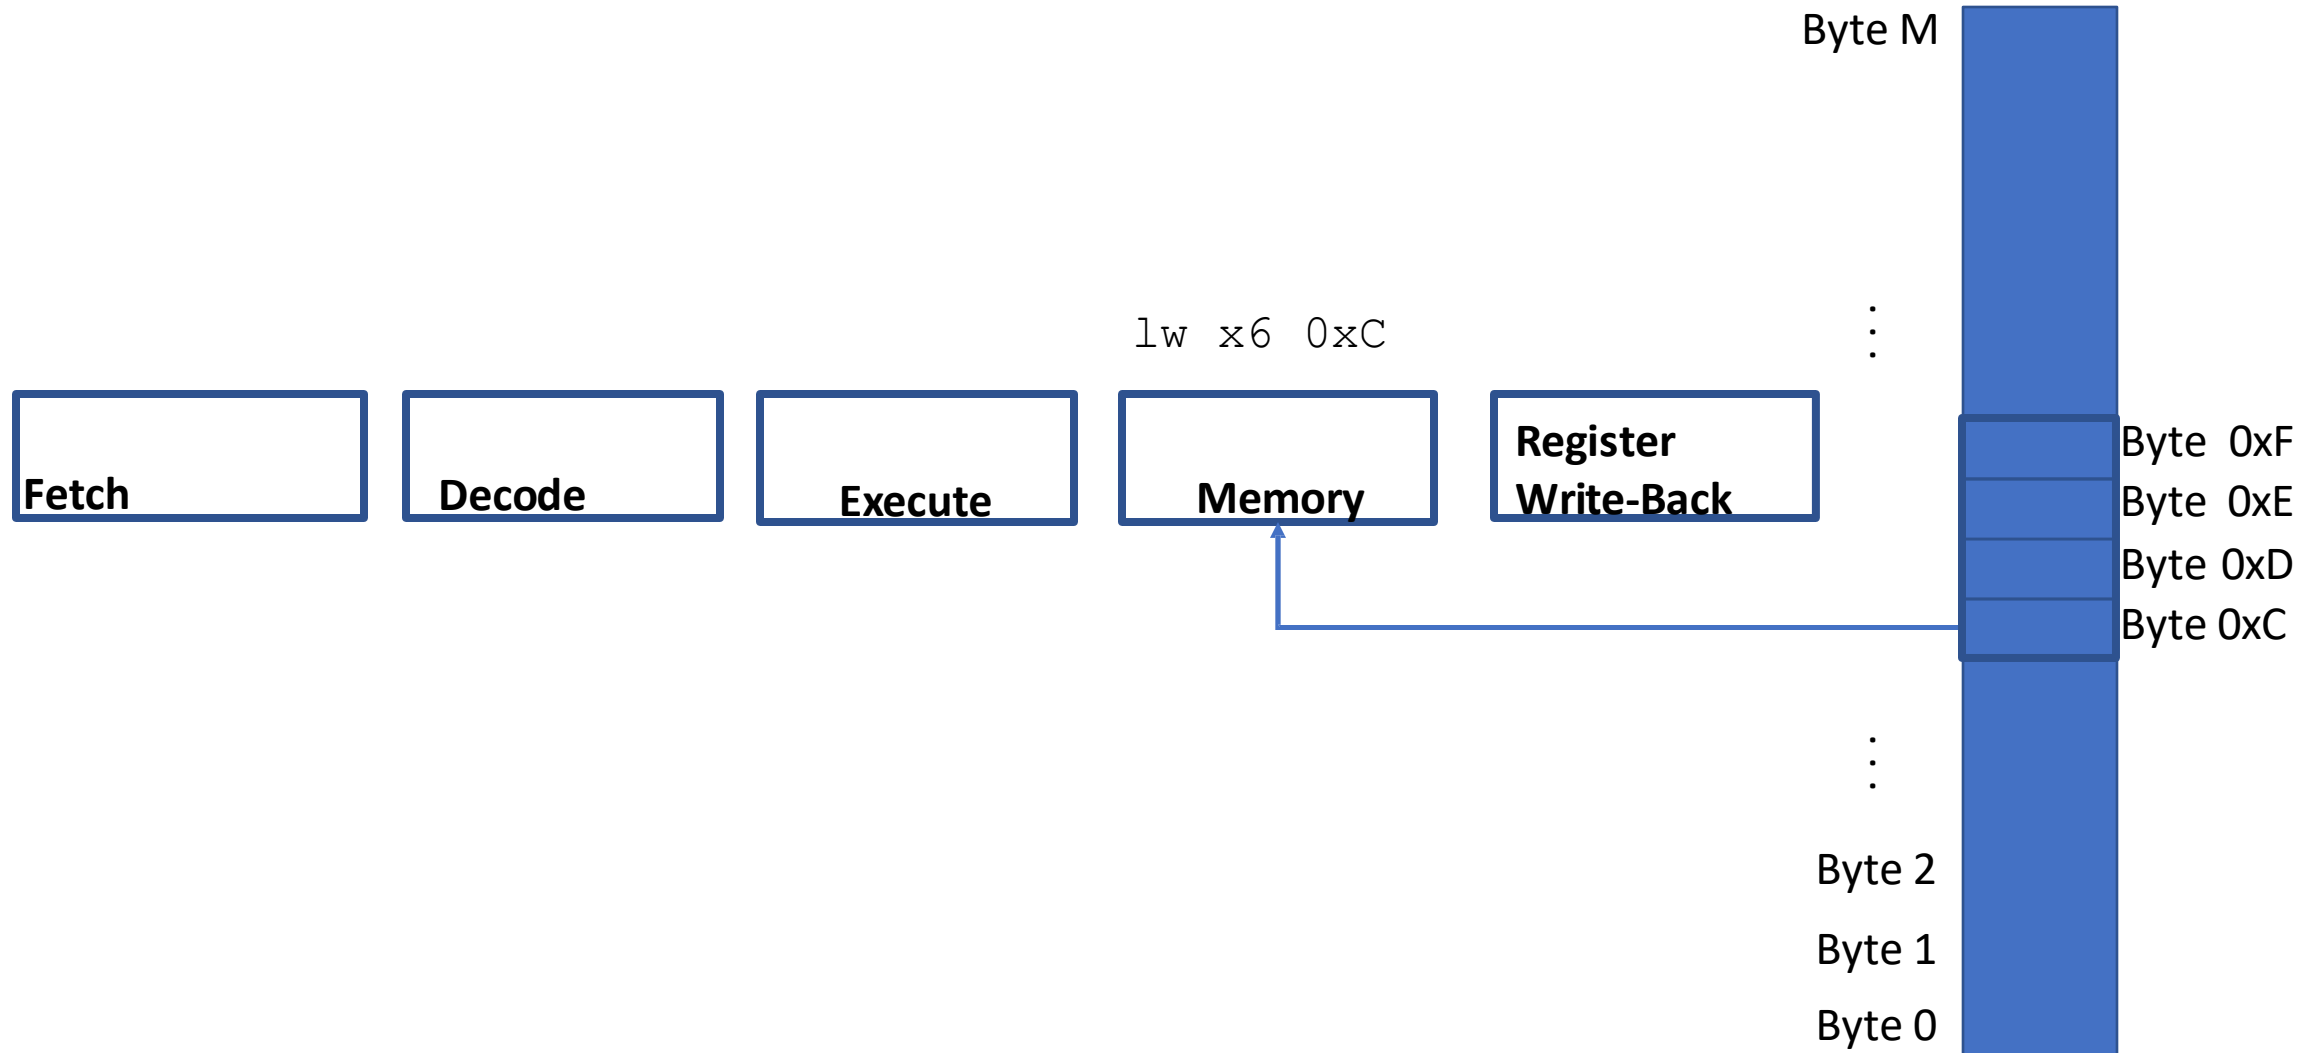 Byte M
lw x6 0xC
⋮
Fetch
Decode
Execute
Memory
Register
Write-Back
Byte 0xF
Byte 0xE
Byte 0xD
Byte 0xC
⋮
Byte 2
Byte 1
Byte 0